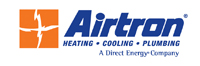 Airtron®
HEATING • COOLING • PLUMBING
A Direct Energy Company